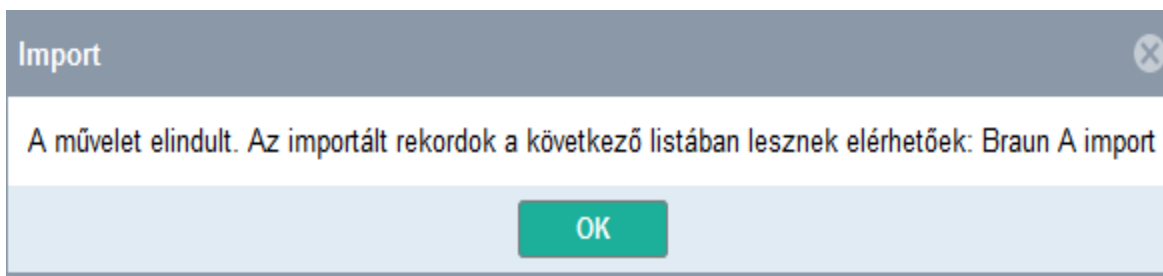 Import
A művelet elindult. Az importált rekordok a következő listában lesznek elérhetőek: Braun A import
OK